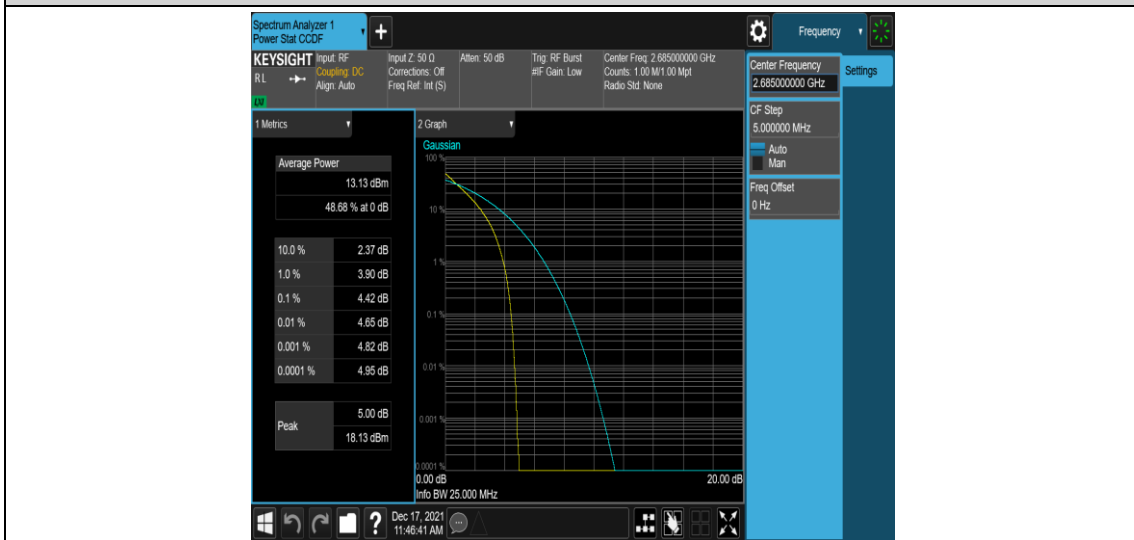 Spectrum Analyzer 1
Power Stat CCDF
+
Frequency
KEYSIGHT
RL
LXI
Input: RF
Coupling: DC
Align: Auto
Input Z: 50 Ω
Corrections: Off
Freq Ref: Int (S)
Atten: 50 dB
Trig: RF Burst
#IF Gain: Low
Center Freq: 2.685000000 GHz
Counts: 1.00 M/1.00 Mpt
Radio Std: None
Center Frequency
2.685000000 GHz
Settings
CF Step
5.000000 MHz
Auto
Man
Freq Offset
0 Hz
1 Metrics
Average Power
13.13 dBm
48.68 % at 0 dB
10.0 % 2.37 dB
1.0 % 3.90 dB
0.1 % 4.42 dB
0.01 % 4.65 dB
0.001 % 4.82 dB
0.0001 % 4.95 dB
Peak
5.00 dB
18.13 dBm
2 Graph
Gaussian
100 %
10 %
1 %
0.1 %
0.01 %
0.001 %
0.0001 %
0.00 dB 20.00 dB
Info BW 25.000 MHz
?
Dec 17, 2021
11:46:41 AM